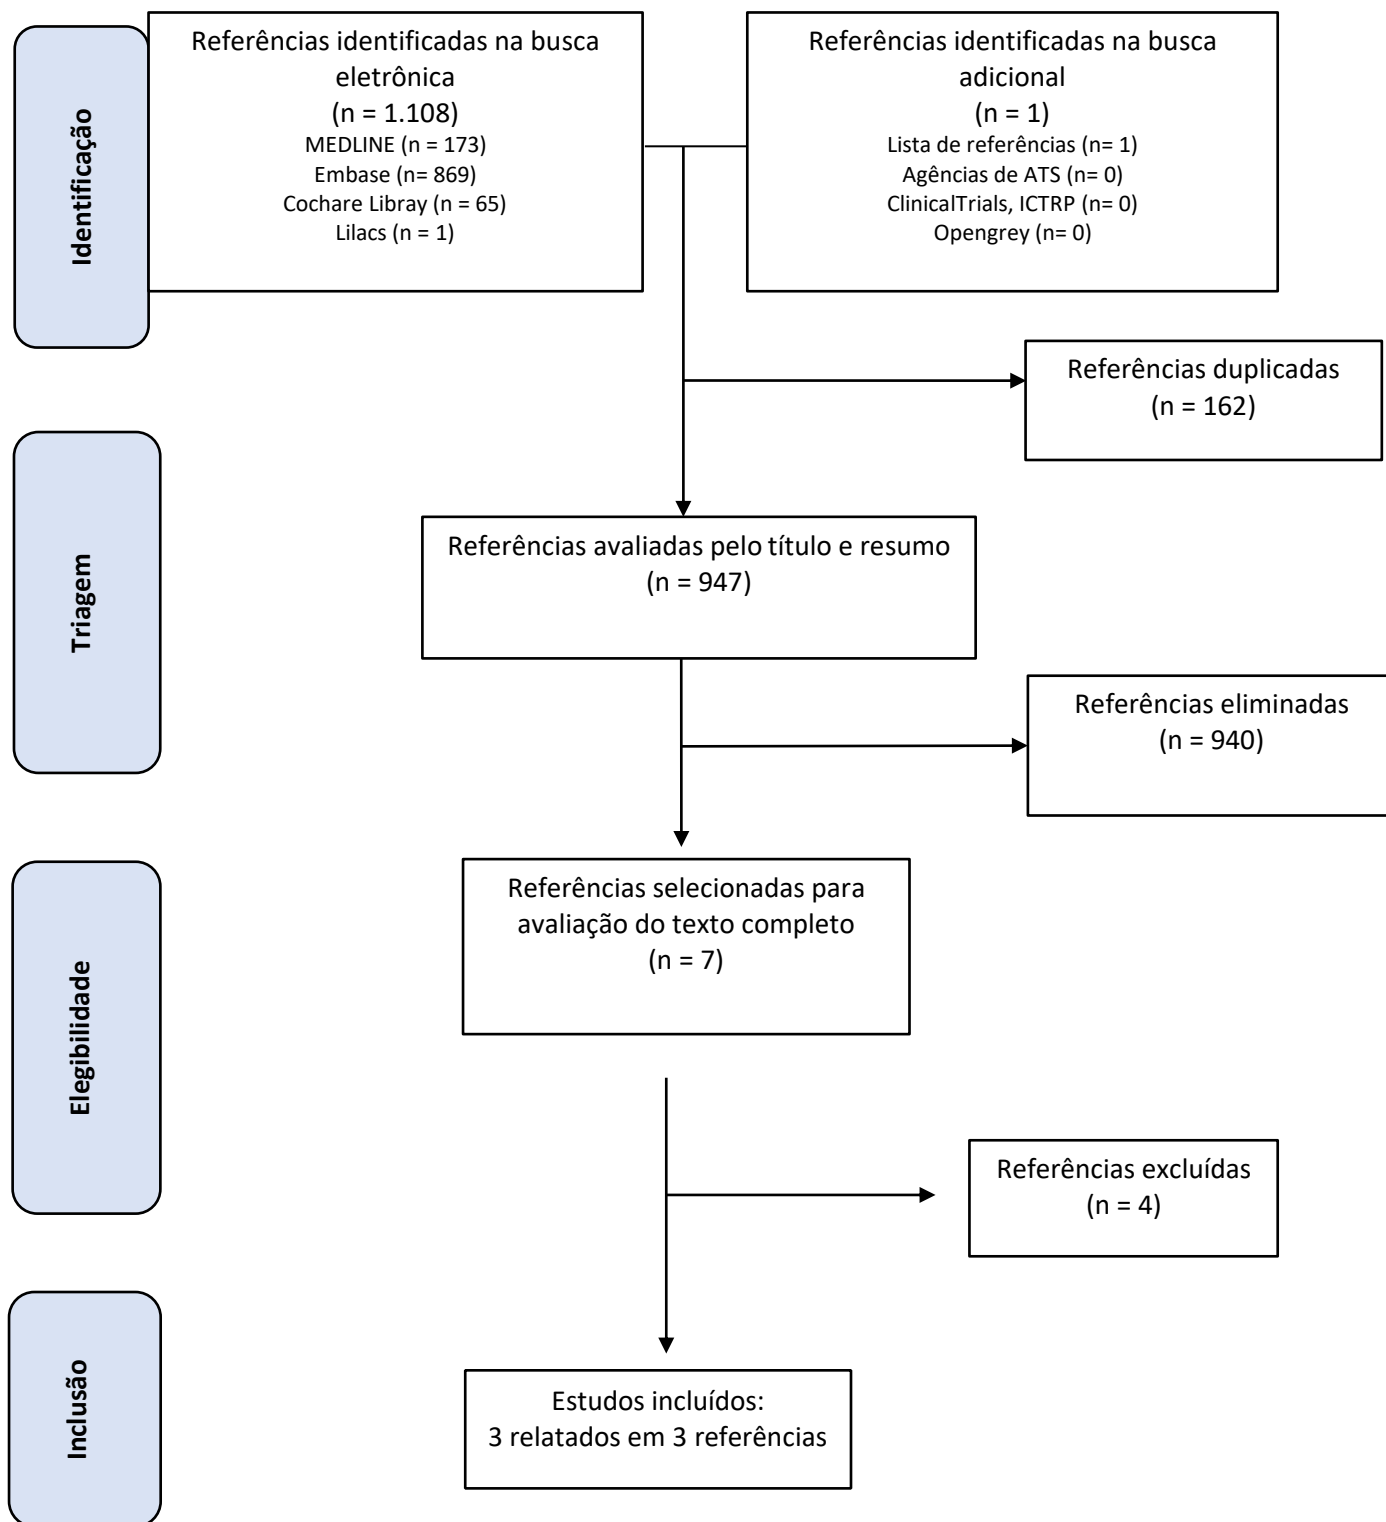 Identificação
Referências identificadas na busca
eletrônica
(n = 1.108)
MEDLINE (n = 173)
Embase (n= 869)
Cochare Libray (n = 65)
Lilacs (n = 1)
Referências identificadas na busca
adicional
(n = 1)
Lista de referências (n= 1)
Agências de ATS (n= 0)
ClinicalTrials, ICTRP (n= 0)
Opengrey (n= 0)
Referências duplicadas
(n = 162)
Triagem
Referências avaliadas pelo título e resumo
(n = 947)
Referências eliminadas
(n = 940)
Elegibilidade
Referências selecionadas para
avaliação do texto completo
(n = 7)
Referências excluídas
(n = 4)
Inclusão
Estudos incluídos:
3 relatados em 3 referências